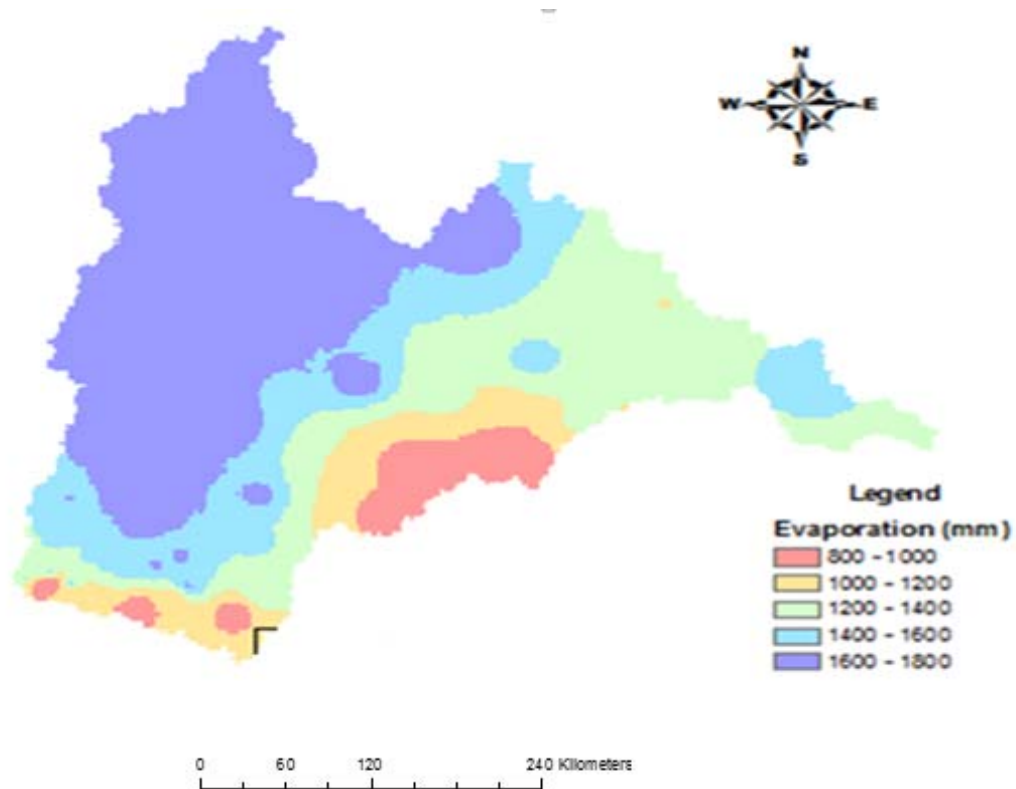 N
W E
S
Legend
Evaporation (mm)
800 - 1000
1000 - 1200
1200 - 1400
1400 - 1600
1600 - 1800
0 60 120 240 Kilometers